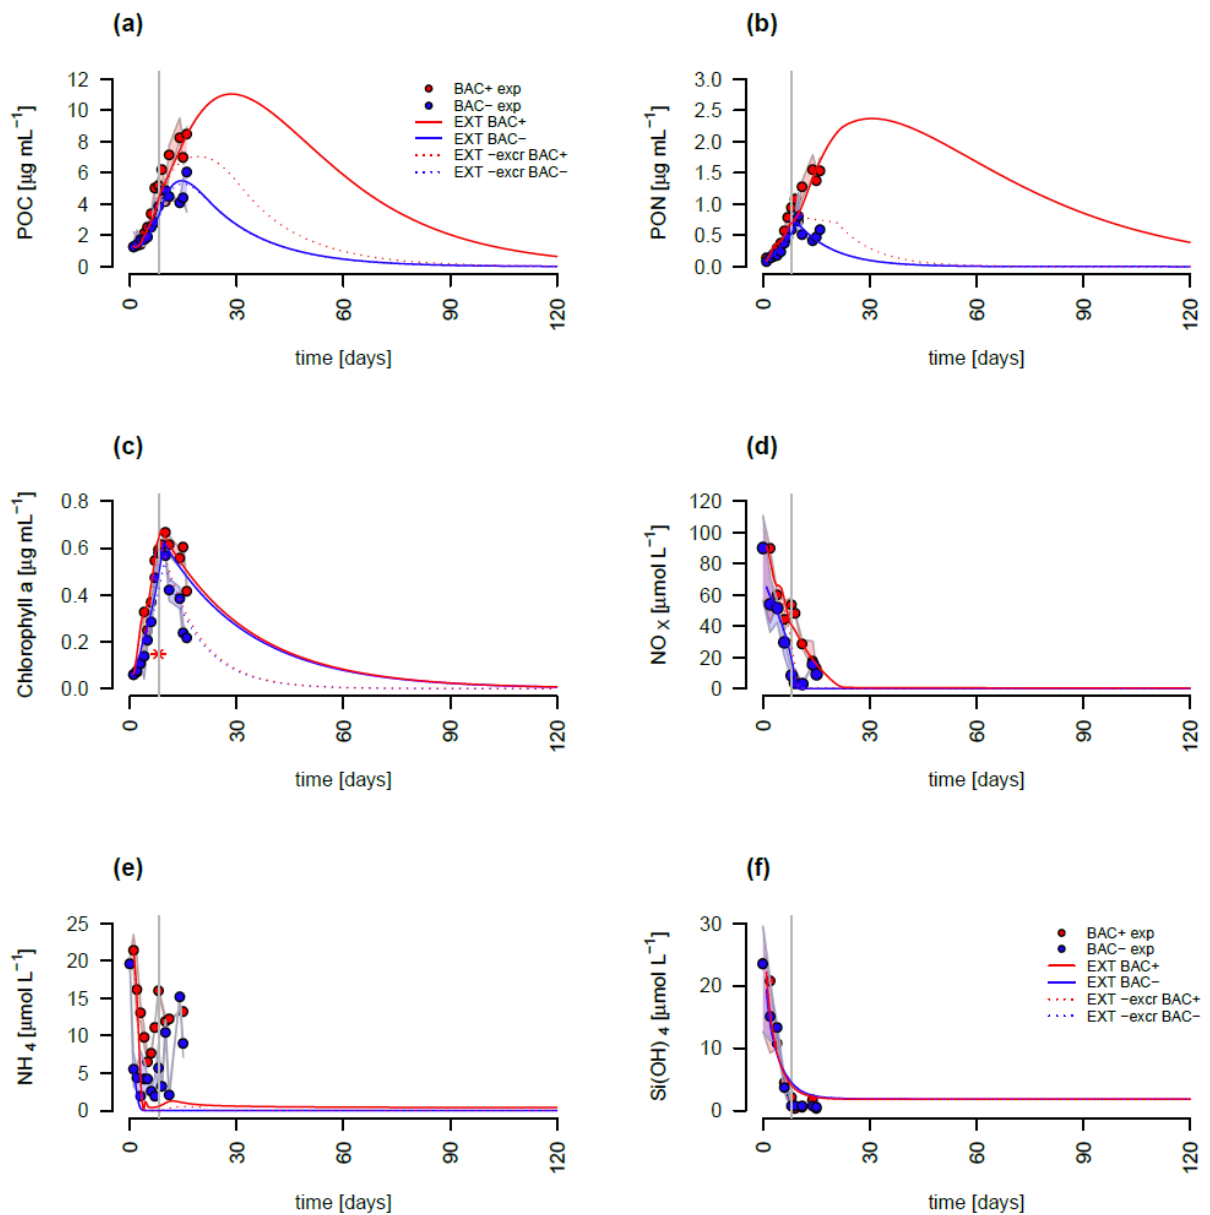 (a)
POC [µg mL⁻¹]
12
10
8
6
4
2
0
BAC+ exp
BAC− exp
EXT BAC+
EXT BAC−
EXT −excr BAC+
EXT −excr BAC−
0
30
60
90
120
time [days]
(b)
PON [µg mL⁻¹]
3.0
2.5
2.0
1.5
1.0
0.5
0.0
0
30
60
90
120
time [days]
(c)
Chlorophyll a [µg mL⁻¹]
0.8
0.6
0.4
0.2
0.0
0
30
60
90
120
time [days]
(d)
NO X [µmol L⁻¹]
120
100
80
60
40
20
0
0
30
60
90
120
time [days]
(e)
NH 4 [µmol L⁻¹]
25
20
15
10
5
0
0
30
60
90
120
time [days]
(f)
Si(OH) 4 [µmol L⁻¹]
30
20
10
0
BAC+ exp
BAC− exp
EXT BAC+
EXT BAC−
EXT −excr BAC+
EXT −excr BAC−
0
30
60
90
120
time [days]